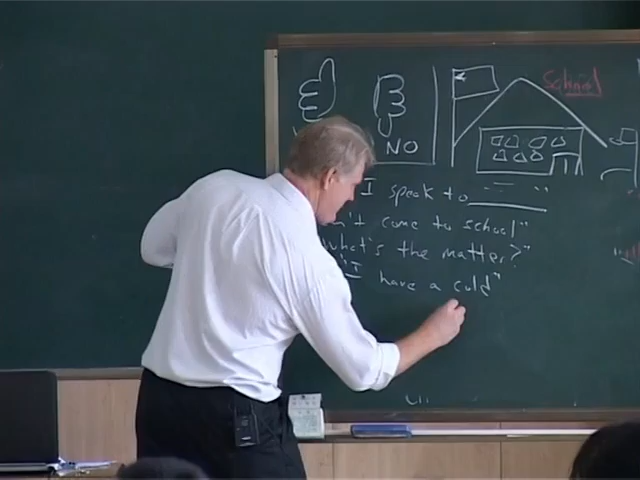 School
NO
I speak to
n't come to school"
what's the matter?"
"I have a cold"